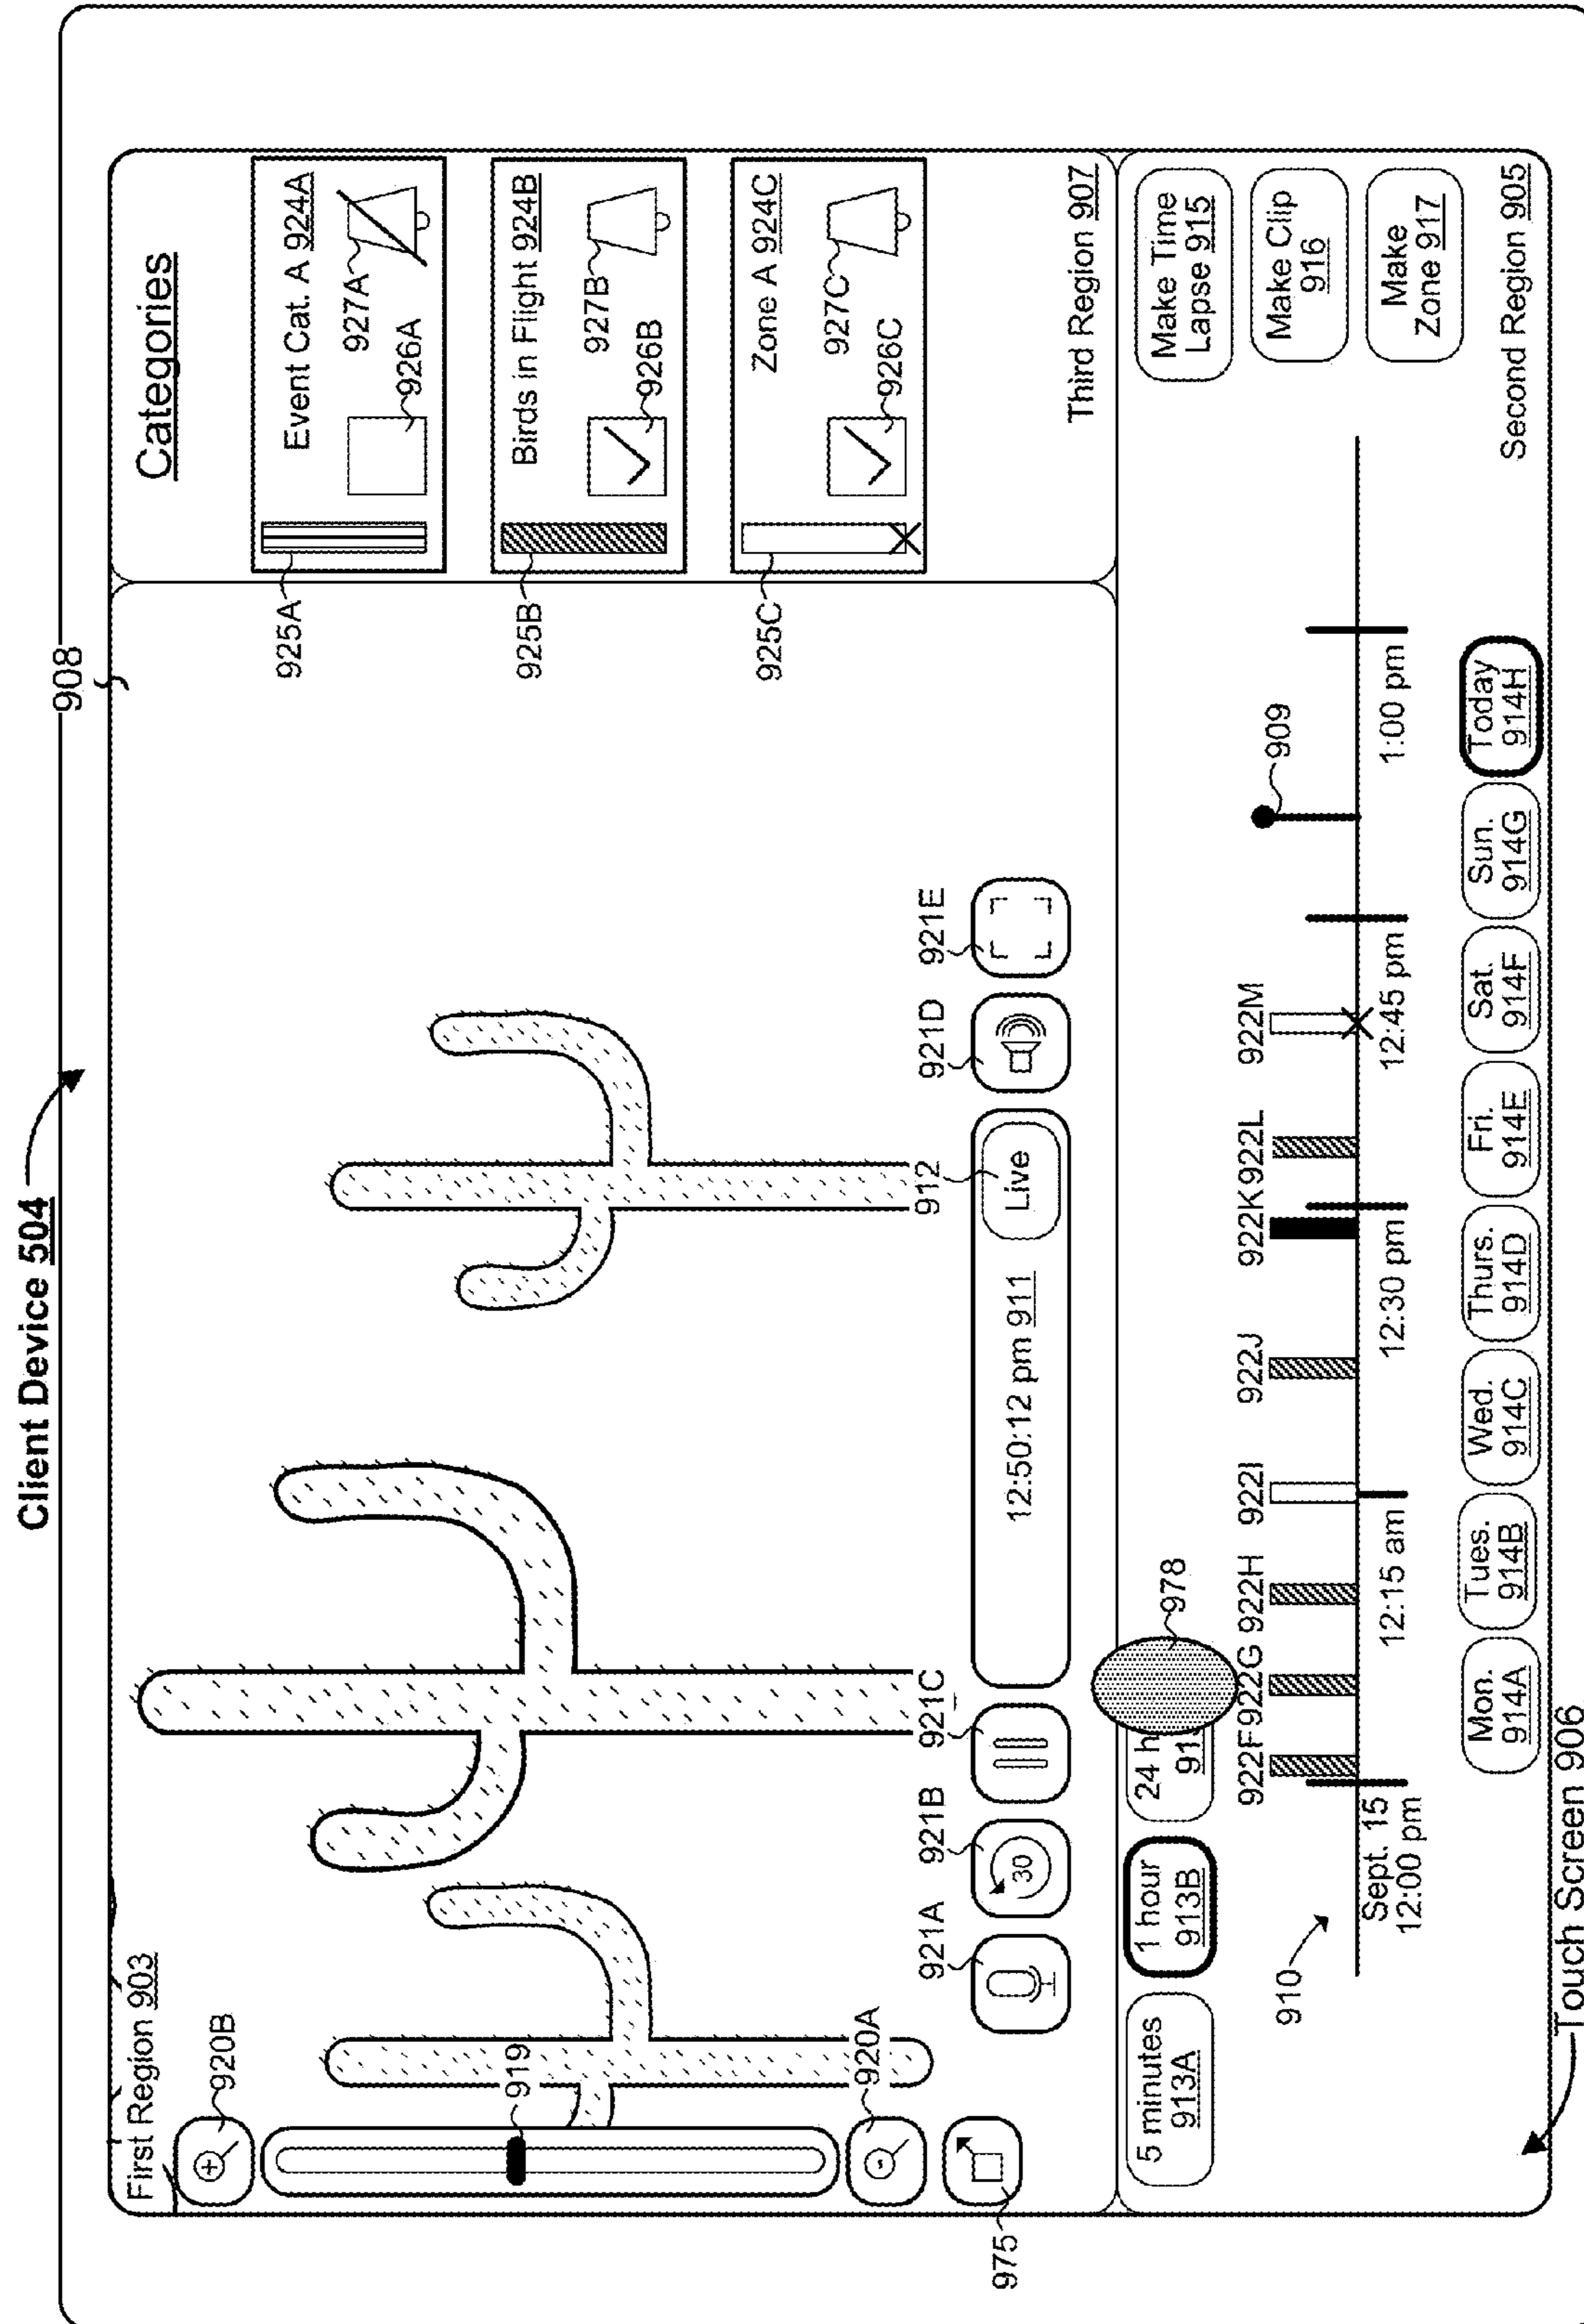 Client Device 504
908
First Region 903
920B
919
920A
975
Categories
Event Cat. A 924A
927A
926A
925A
Birds in Flight 924B
927B
926B
925B
Zone A 924C
927C
926C
925C
Third Region 907
921A
921B
30
921C
12:50:12 pm 911
912
Live
921D
921E
5 minutes
913A
1 hour
913B
24 h
978
Make Time
Lapse 915
Make Clip
916
Make
Zone 917
910
922F
922G
922H
922I
922J
922K
922L
922M
909
Sept. 15
12:00 pm
12:15 am
12:30 pm
12:45 pm
1:00 pm
Mon.
914A
Tues.
914B
Wed.
914C
Thurs.
914D
Fri.
914E
Sat.
914F
Sun.
914G
Today
914H
Second Region 905
Touch Screen 906